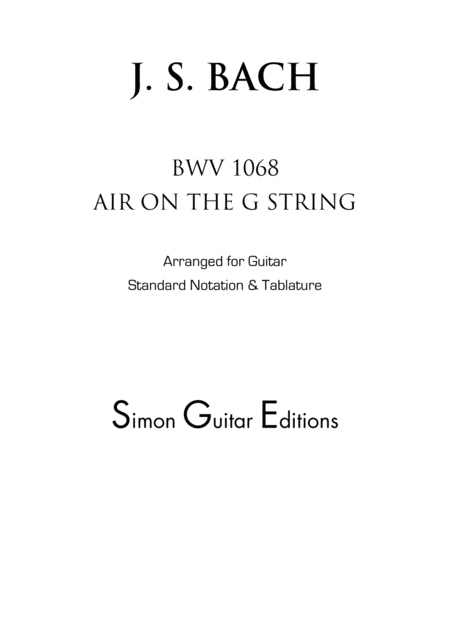 J. S. BACH
BWV 1068
AIR ON THE G STRING
Arranged for Guitar
Standard Notation & Tablature
Simon Guitar Editions